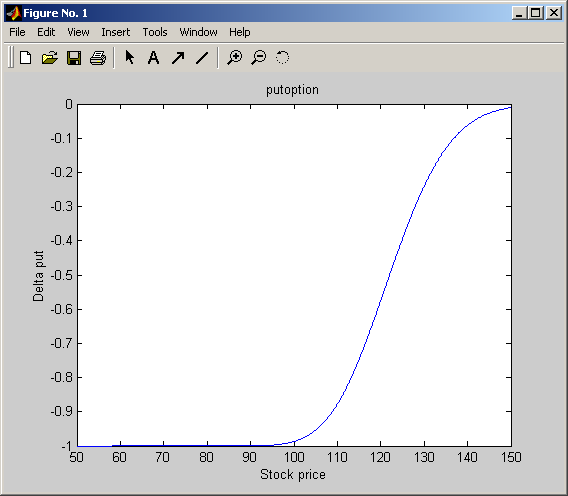 Figure No. 1
File Edit View Insert Tools Window Help
A
putoption
0
-0.1
-0.2
-0.3
-0.4
-0.5
-0.6
-0.7
-0.8
-0.9
-1
Delta put
50 60 70 80 90 100 110 120 130 140 150
Stock price